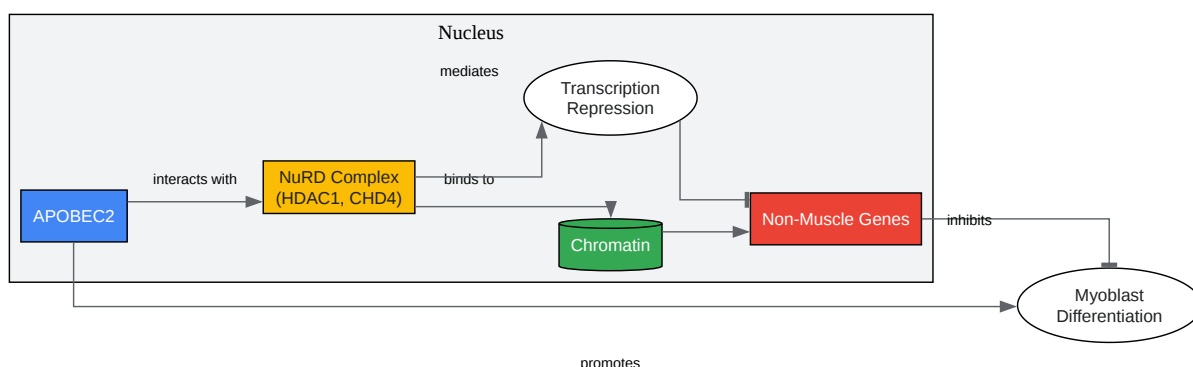 Nucleus
mediates
Transcription
Repression
interacts with
NuRD Complex
(HDAC1, CHD4)
binds to
APOBEC2
Chromatin
Non-Muscle Genes
inhibits
Myoblast
Differentiation
promotes